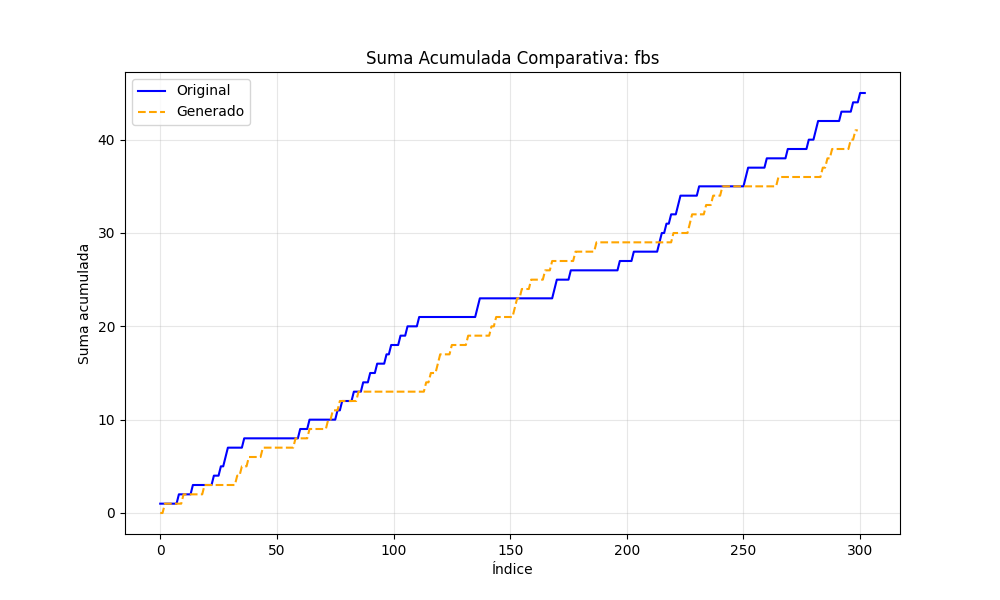 Suma Acumulada Comparativa: fbs
Original
Generado
Suma acumulada
40
30
20
10
0
0 50 100 150 200 250 300
Índice